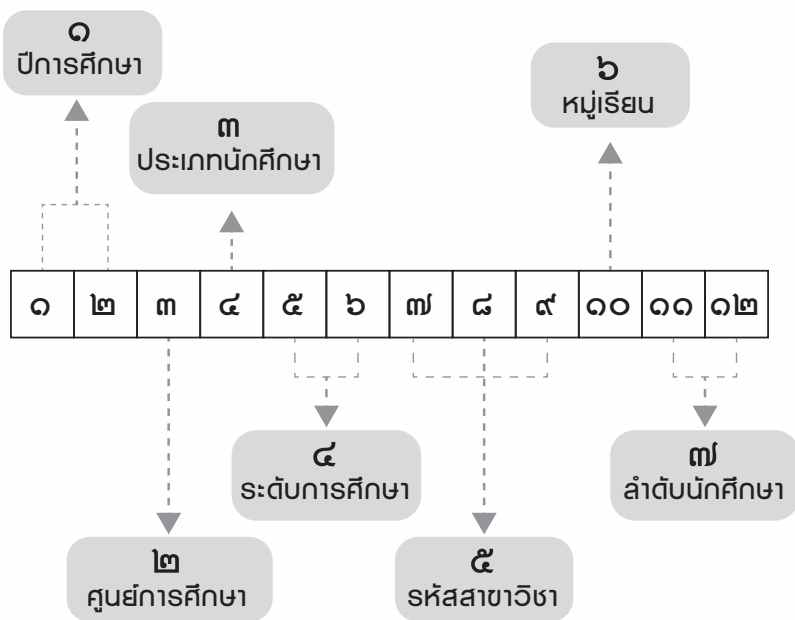 ๑
ปีการศึกษา
๓
ประเภทนักศึกษา
๖
หมู่เรียน
๑ ๒ ๓ ๔ ๕ ๖ ๗ ๘ ๙ ๑๐ ๑๑ ๑๒
๔
ระดับการศึกษา
๗
ลำดับนักศึกษา
๒
ศูนย์การศึกษา
๕
รหัสสาขาวิชา